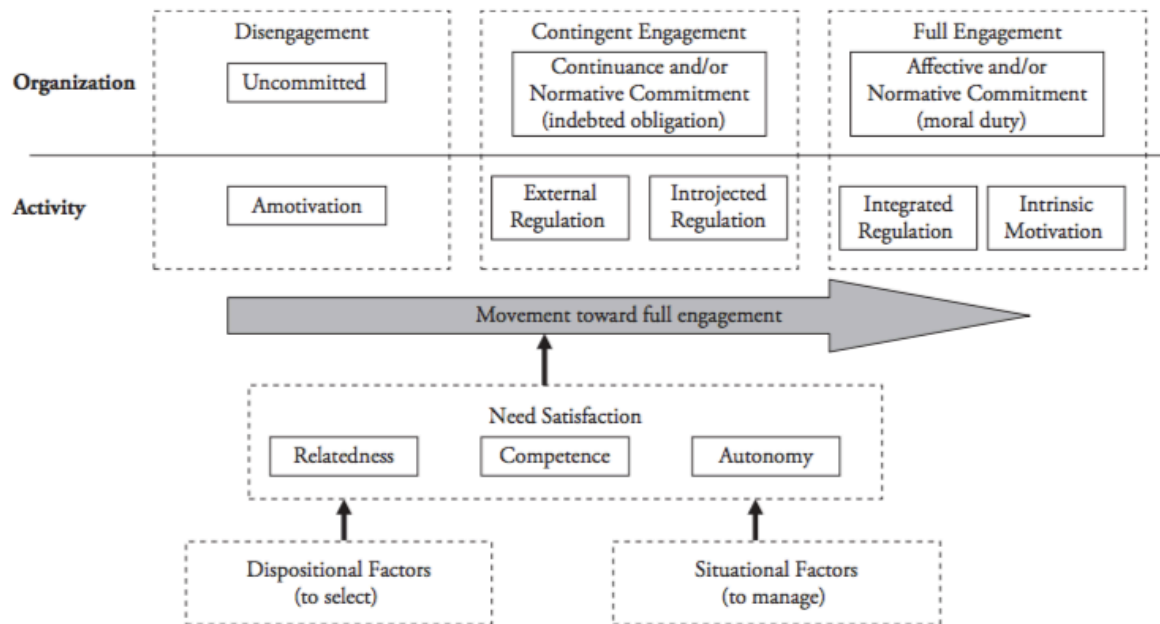 Disengagement
Contingent Engagement
Full Engagement
Organization
Uncommitted
Continuance and/or
Normative Commitment
(indebted obligation)
Affective and/or
Normative Commitment
(moral duty)
Activity
Amotivation
External
Regulation
Introjected
Regulation
Integrated
Regulation
Intrinsic
Motivation
Movement toward full engagement
Need Satisfaction
Relatedness
Competence
Autonomy
Dispositional Factors
(to select)
Situational Factors
(to manage)